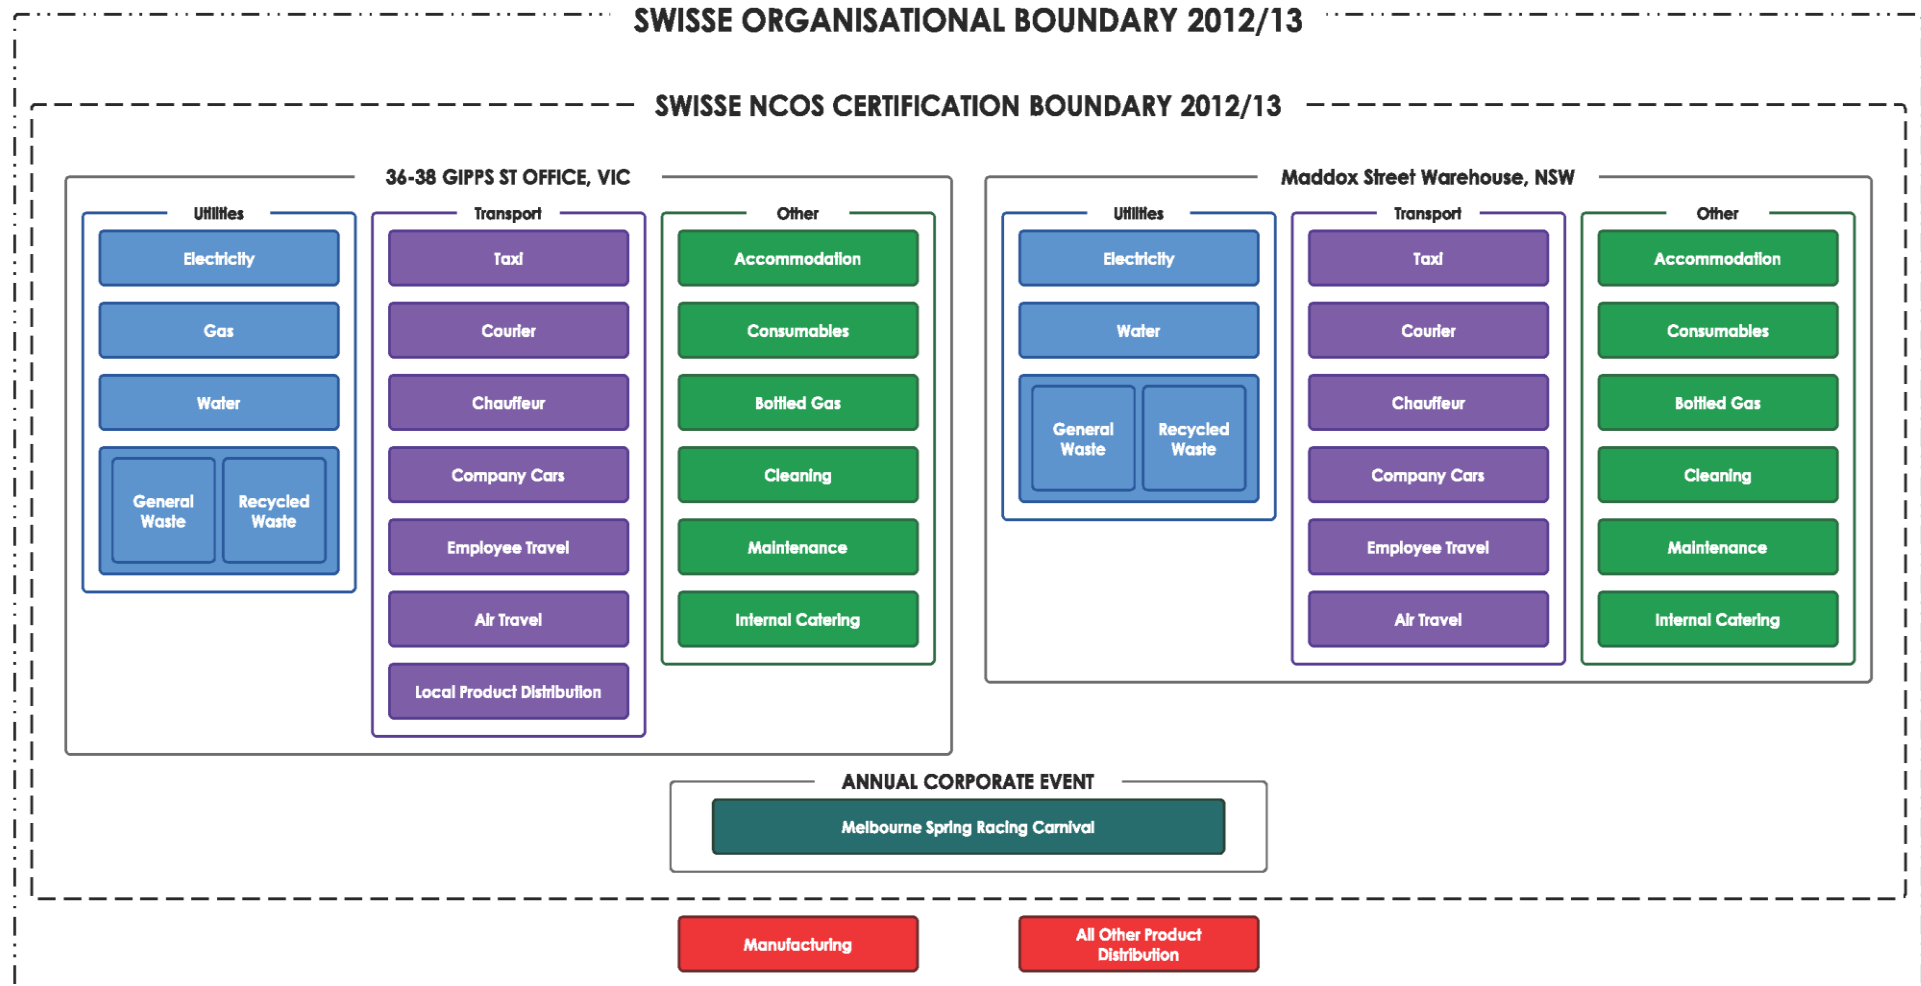 SWISSE ORGANISATIONAL BOUNDARY 2012/13
SWISSE NCOS CERTIFICATION BOUNDARY 2012/13
36-38 GIPPS ST OFFICE, VIC
Utilities
Electricity
Gas
Water
General
Waste
Recycled
Waste
Transport
Taxi
Courier
Chauffeur
Company Cars
Employee Travel
Air Travel
Local Product Distribution
Other
Accommodation
Consumables
Bottled Gas
Cleaning
Maintenance
Internal Catering
Maddox Street Warehouse, NSW
Utilities
Electricity
Water
General
Waste
Recycled
Waste
Transport
Taxi
Courier
Chauffeur
Company Cars
Employee Travel
Air Travel
Other
Accommodation
Consumables
Bottled Gas
Cleaning
Maintenance
Internal Catering
ANNUAL CORPORATE EVENT
Melbourne Spring Racing Carnival
Manufacturing
All Other Product
Distribution